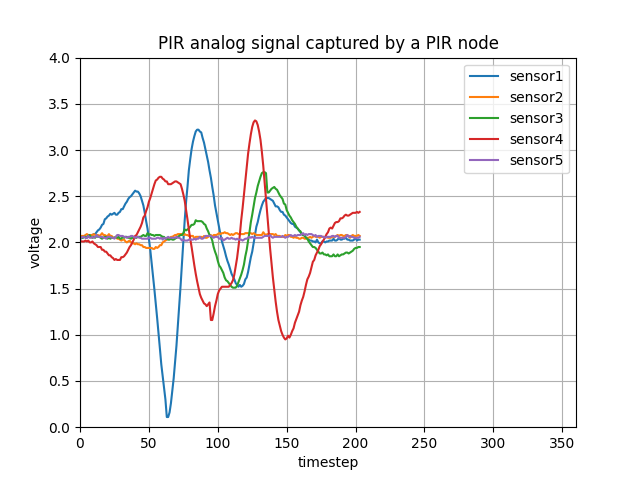 PIR analog signal captured by a PIR node
4.0
3.5
3.0
2.5
2.0
1.5
1.0
0.5
0.0
voltage
0 50 100 150 200 250 300 350
timestep
sensor1
sensor2
sensor3
sensor4
sensor5